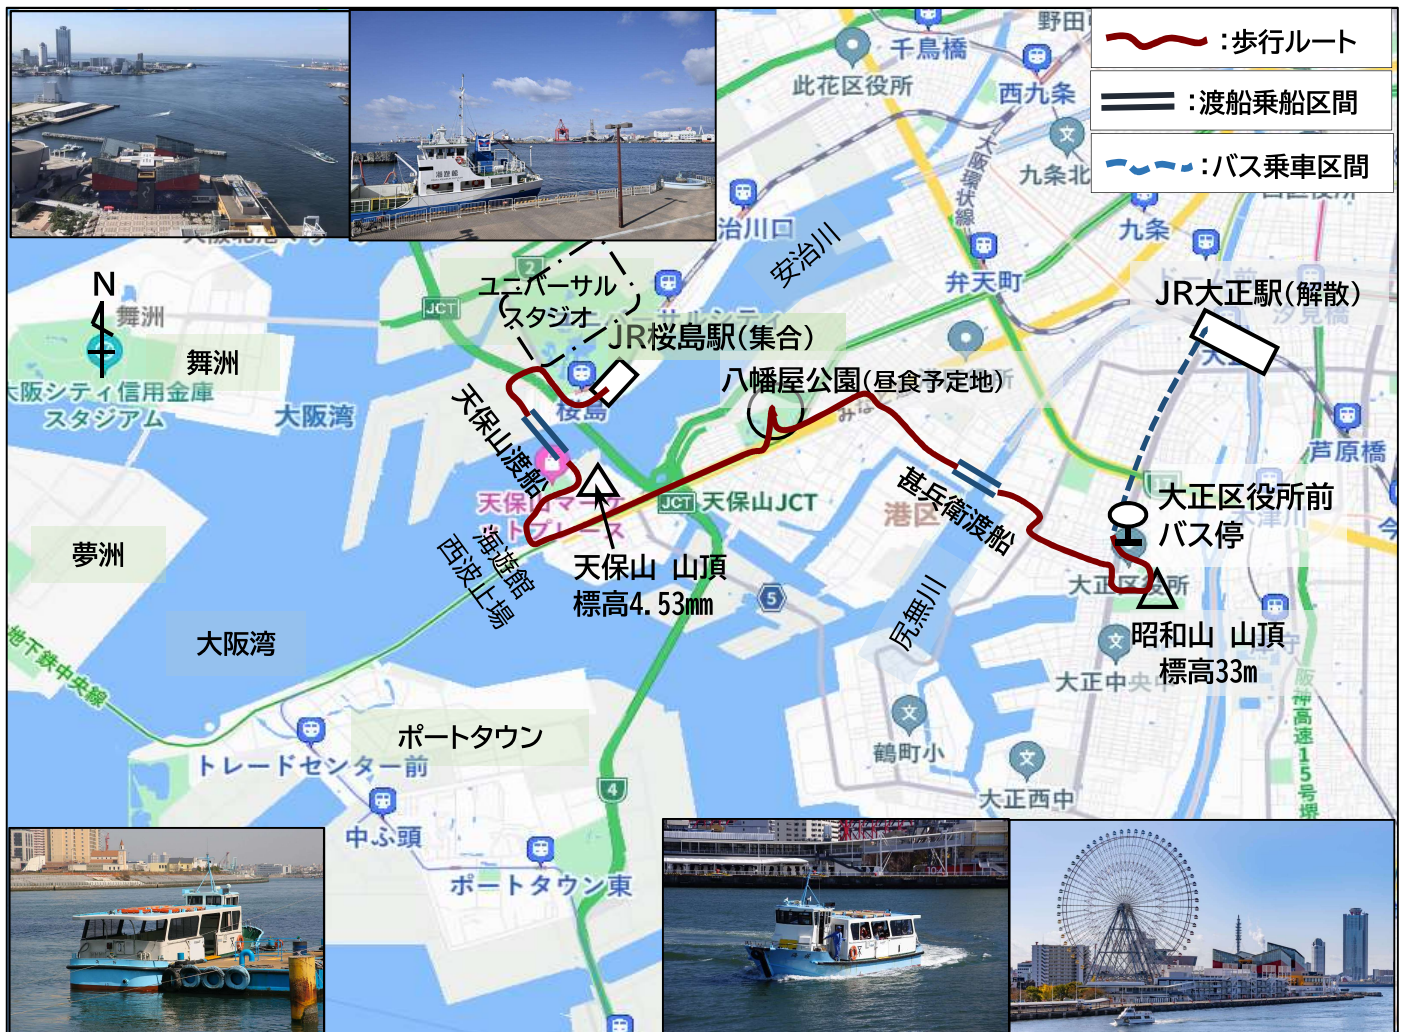 :歩行ルート
:渡船乗船区間
:バス乗車区間
千鳥橋
此花区役所
西九条
大阪環状線
九条北
九条
治川口
安治川
弁天町
JR大正駅(解散)
汐見橋
芦原橋
N
舞洲
舞洲
大阪シティ信用金庫
スタジアム
大阪湾
2
JCT
ユニバーサル
スタジオ
JR桜島駅(集合)
桜島
八幡屋公園(昼食予定地)
天保山渡船
天保山マーケ
ットプレース
JCT
天保山JCT
天保山 山頂
標高4.53mm
海遊館
西波止場
甚兵衛渡船
港区
尻無川
5
大正区役所前
バス停
大正区役所
昭和山 山頂
標高33m
大正中央中
夢洲
大阪湾
地下鉄中央線
ポートタウン
トレードセンター前
中ふ頭
ポートタウン東
4
鶴町小
大正西中
阪神高速15号堺